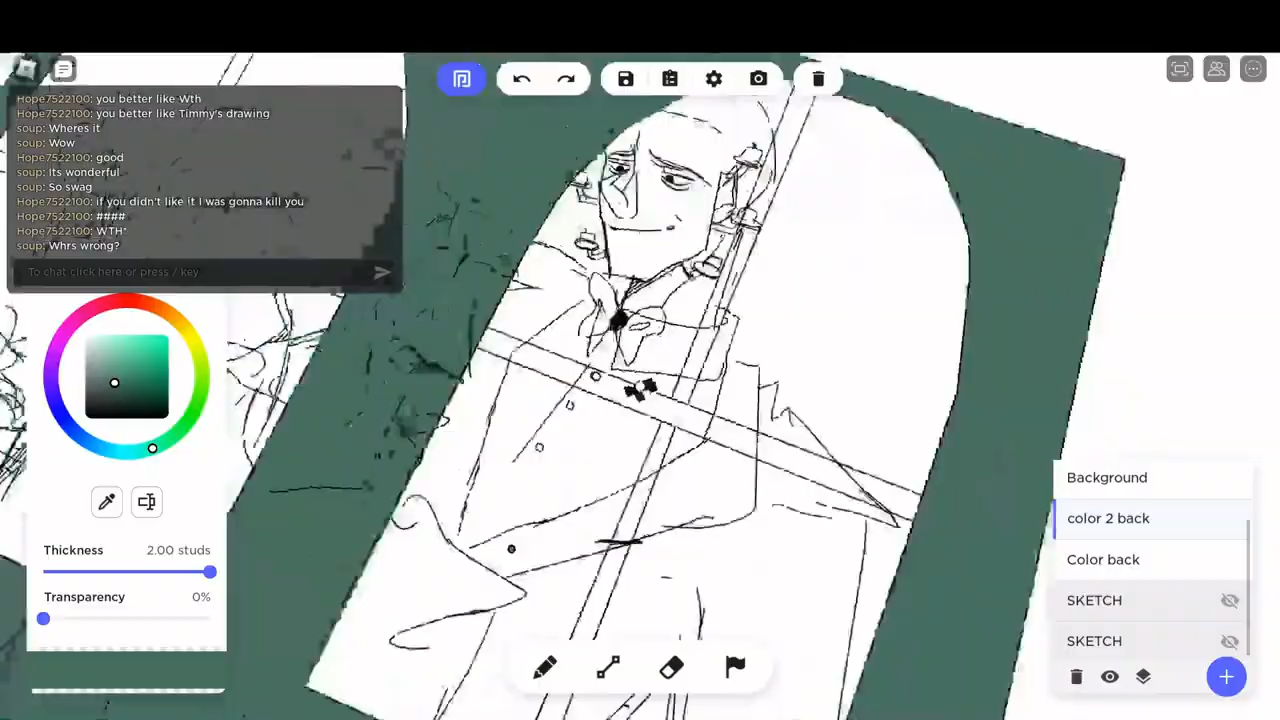 Hope7522100: you better like Wth
Hope7522100: you better like Timmy's drawing
soup: Wheres it
soup: Wow
Hope7522100: good
soup: Its wonderful
soup: So swag
Hope7522100: if you didn't like it I was gonna kill you
Hope7522100: ####
Hope7522100: WTH*
soup: Whrs wrong?
To chat click here or press / key
Thickness 2.00 studs
Transparency 0%
Background
color 2 back
Color back
SKETCH
SKETCH